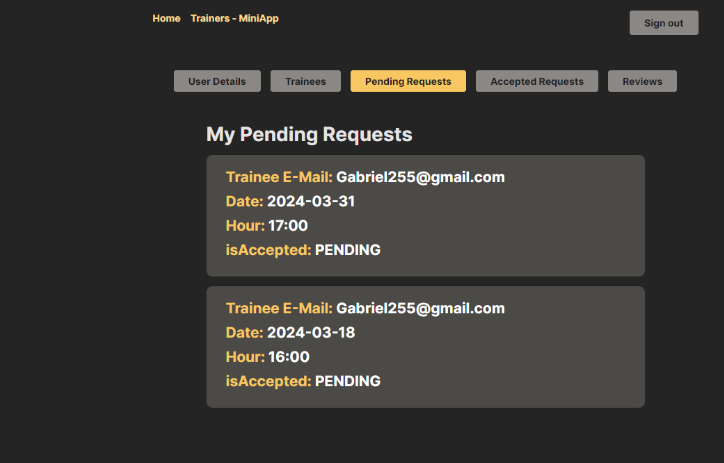 Home Trainers - MiniApp Sign out
User Details Trainees Pending Requests Accepted Requests Reviews
My Pending Requests
Trainee E-Mail: Gabriel255@gmail.com
Date: 2024-03-31
Hour: 17:00
isAccepted: PENDING
Trainee E-Mail: Gabriel255@gmail.com
Date: 2024-03-18
Hour: 16:00
isAccepted: PENDING